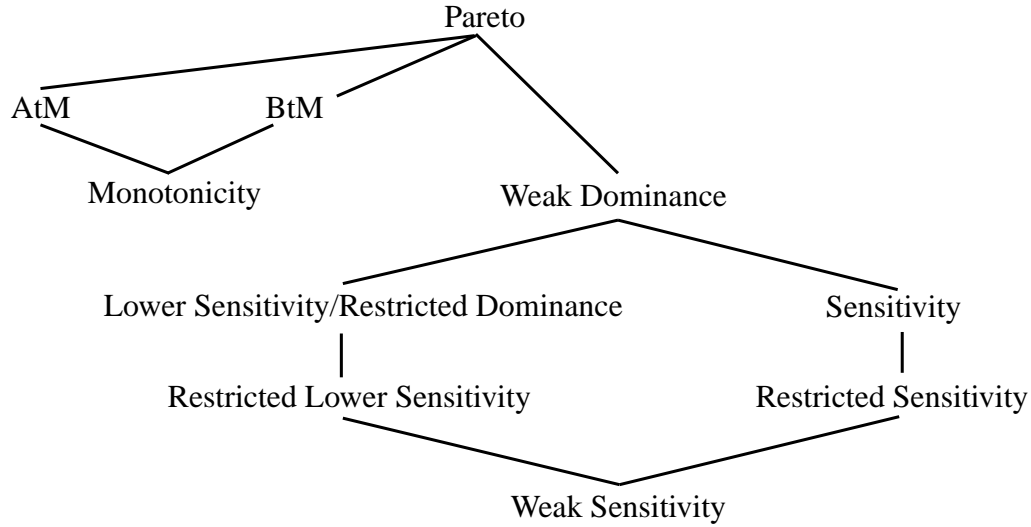 Pareto
AtM
BtM
Monotonicity
Weak Dominance
Lower Sensitivity/Restricted Dominance
Sensitivity
Restricted Lower Sensitivity
Restricted Sensitivity
Weak Sensitivity